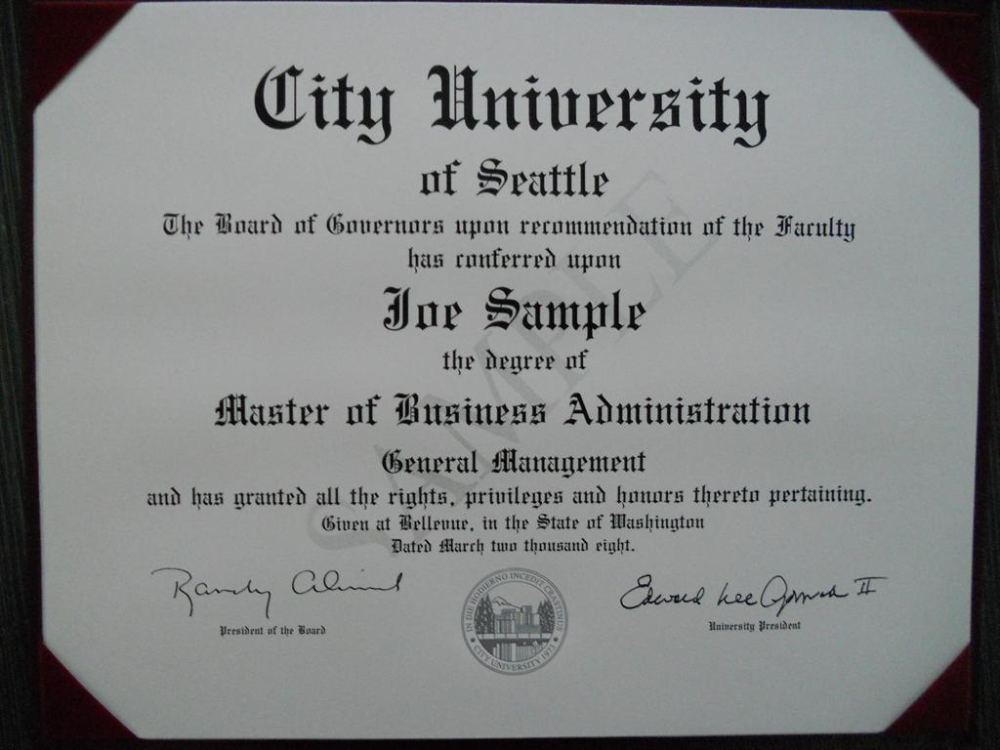 City University
of Seattle
The Board of Governors upon recommendation of the Faculty
has conferred upon
Joe Sample
the degree of
Master of Business Administration
General Management
and has granted all the rights, privileges and honors thereto pertaining.
Given at Bellevue, in the State of Washington
Dated March two thousand eight.
SAMPLE
Randy
President of the Board
IN DIE HODIERNO INCEDIT CRASTINUS
CITY UNIVERSITY 1973
Edward Lee Gorsuch II
University President